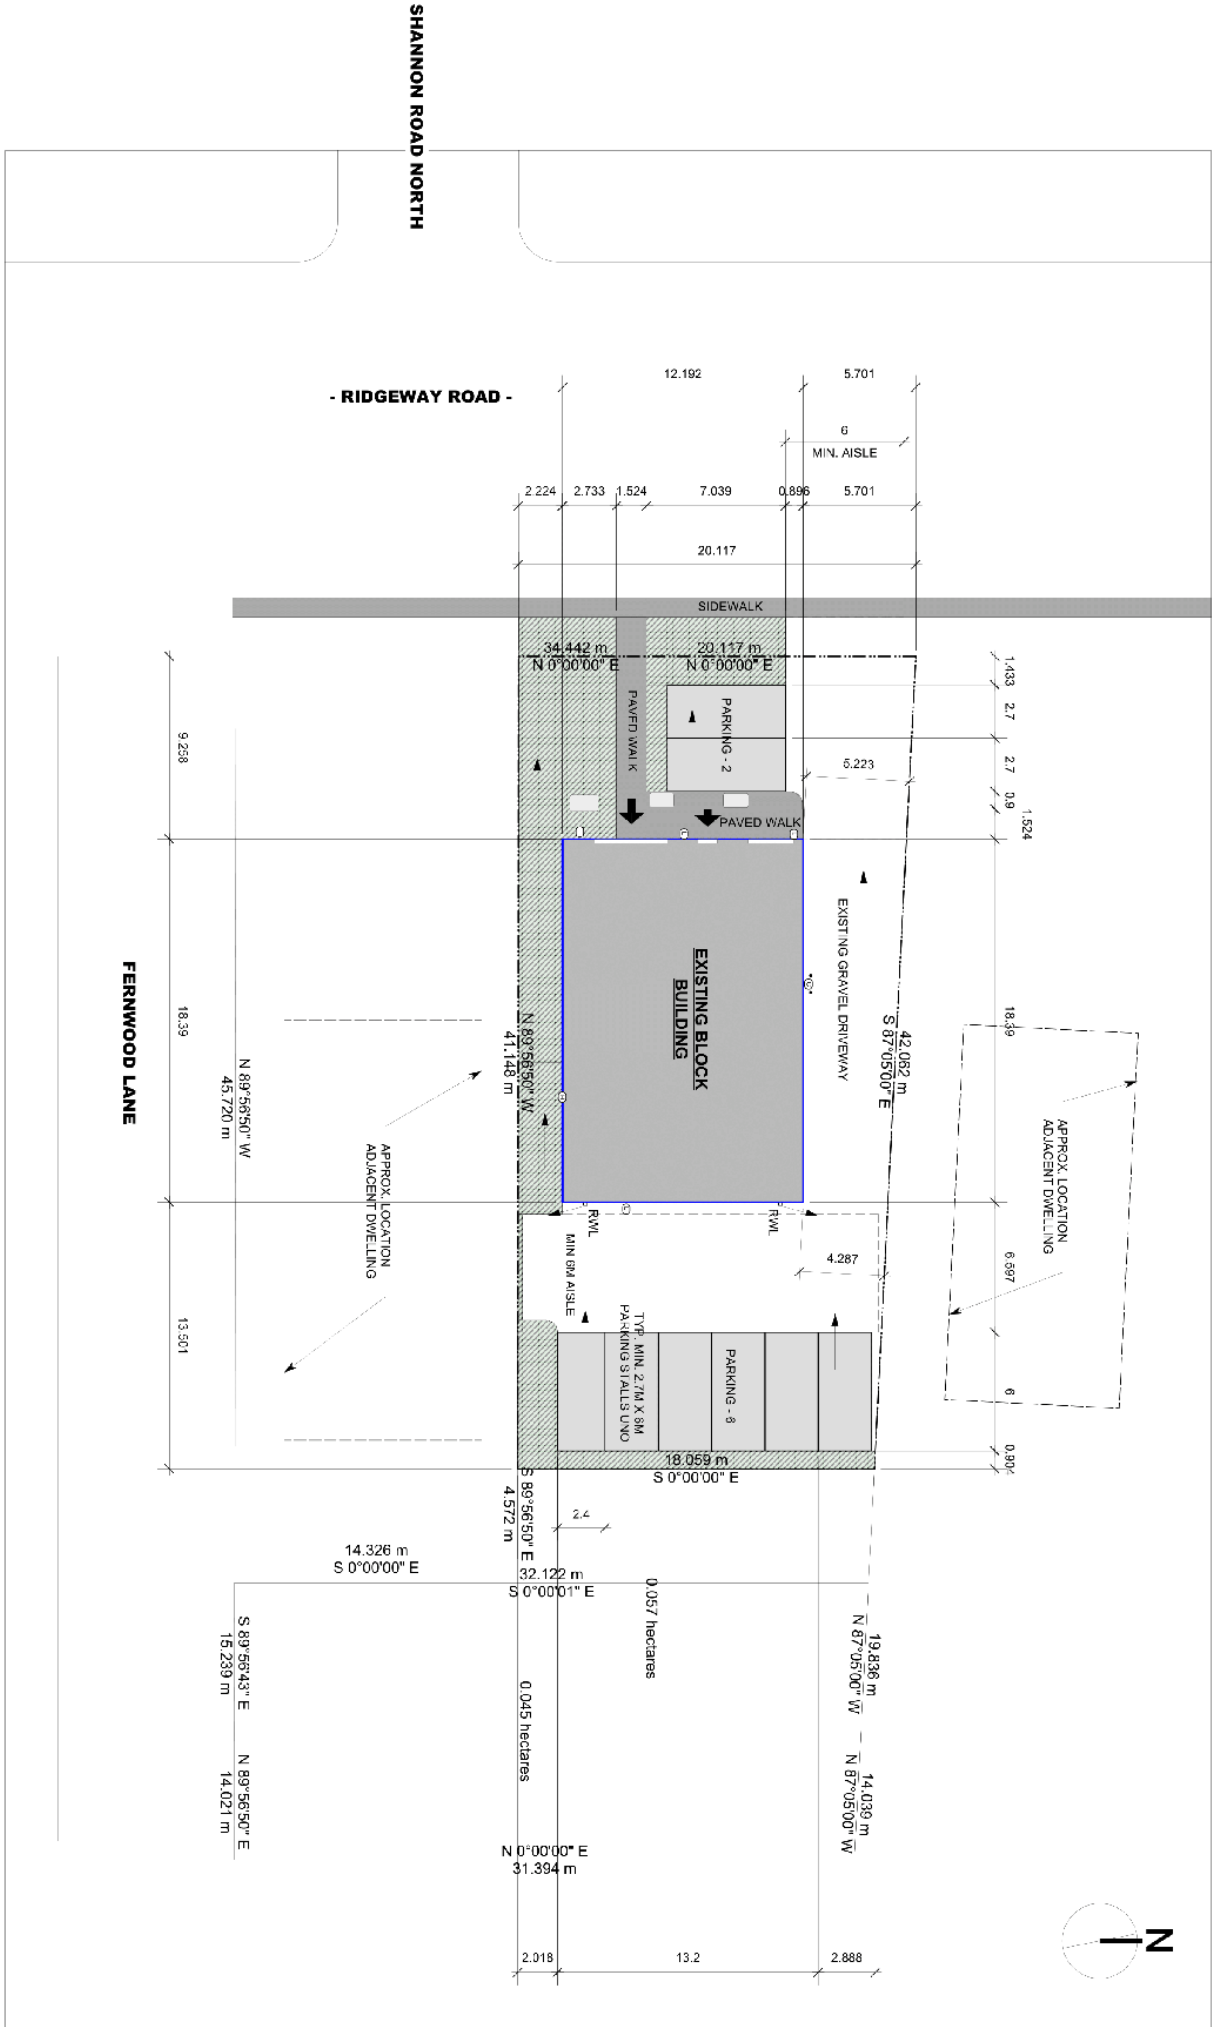 SHANNON ROAD NORTH
- RIDGEWAY ROAD -
12.192
5.701
6
MIN. AISLE
2.224
2.733
1.524
7.039
0.896
5.701
20.117
SIDEWALK
34.442 m
N 0°00'00" E
20.117 m
N 0°00'00" E
PAVED WALK
PARKING - 2
1.433
2.7
2.7
0.9
1.524
5.223
9.258
PAVED WALK
EXISTING BLOCK
BUILDING
EXISTING GRAVEL DRIVEWAY
42.062 m
S 87°05'00" E
18.39
18.39
FERNWOOD LANE
N 89°56'50" W
41.148 m
N 89°56'50" W
45.720 m
APPROX. LOCATION
ADJACENT DWELLING
APPROX. LOCATION
ADJACENT DWELLING
RWL
RWL
MIN 6M AISLE
4.287
6.597
13.501
TYP. MIN. 2.7M X 6M
PARKING STALLS UNO
PARKING - 6
6
0.904
18.059 m
S 0°00'00" E
S 89°56'50" E
4.572 m
2.4
14.326 m
S 0°00'00" E
32.122 m
S 0°00'01" E
0.057 hectares
S 89°56'43" E
15.239 m
19.836 m
N 87°05'00" W
0.045 hectares
N 89°56'50" E
14.021 m
14.039 m
N 87°05'00" W
N 0°00'00" E
31.394 m
2.018
13.2
2.888
N